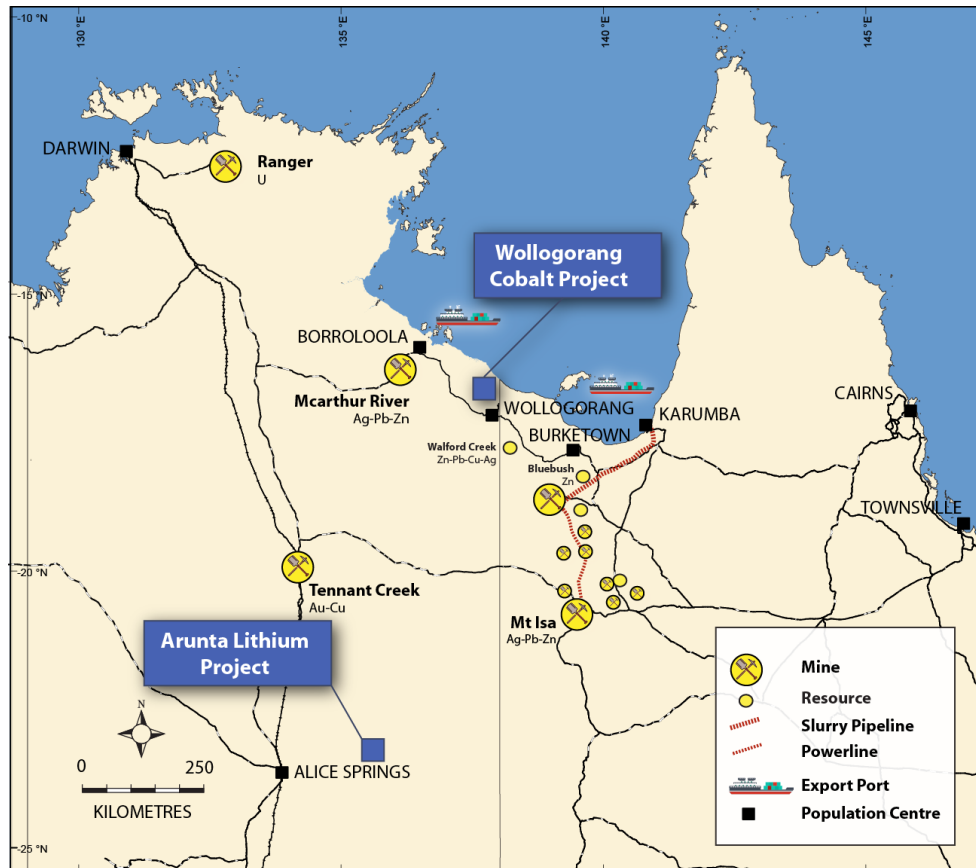 -10 °N
130 °E
135 °E
140 °E
145 °E
DARWIN
Ranger
U
Wollogorang
Cobalt Project
-15 °N
BORROLOOLA
Mcarthur River
Ag-Pb-Zn
WOLLOGORANG
KARUMBA
CAIRNS
Walford Creek
Zn-Pb-Cu-Ag
BURKETOWN
Bluebush
Zn
TOWNSVILLE
-20 °N
Tennant Creek
Au-Cu
Mt Isa
Ag-Pb-Zn
Arunta Lithium
Project
N
0 250
KILOMETRES
ALICE SPRINGS
-25 °N
Mine
Resource
Slurry Pipeline
Powerline
Export Port
Population Centre